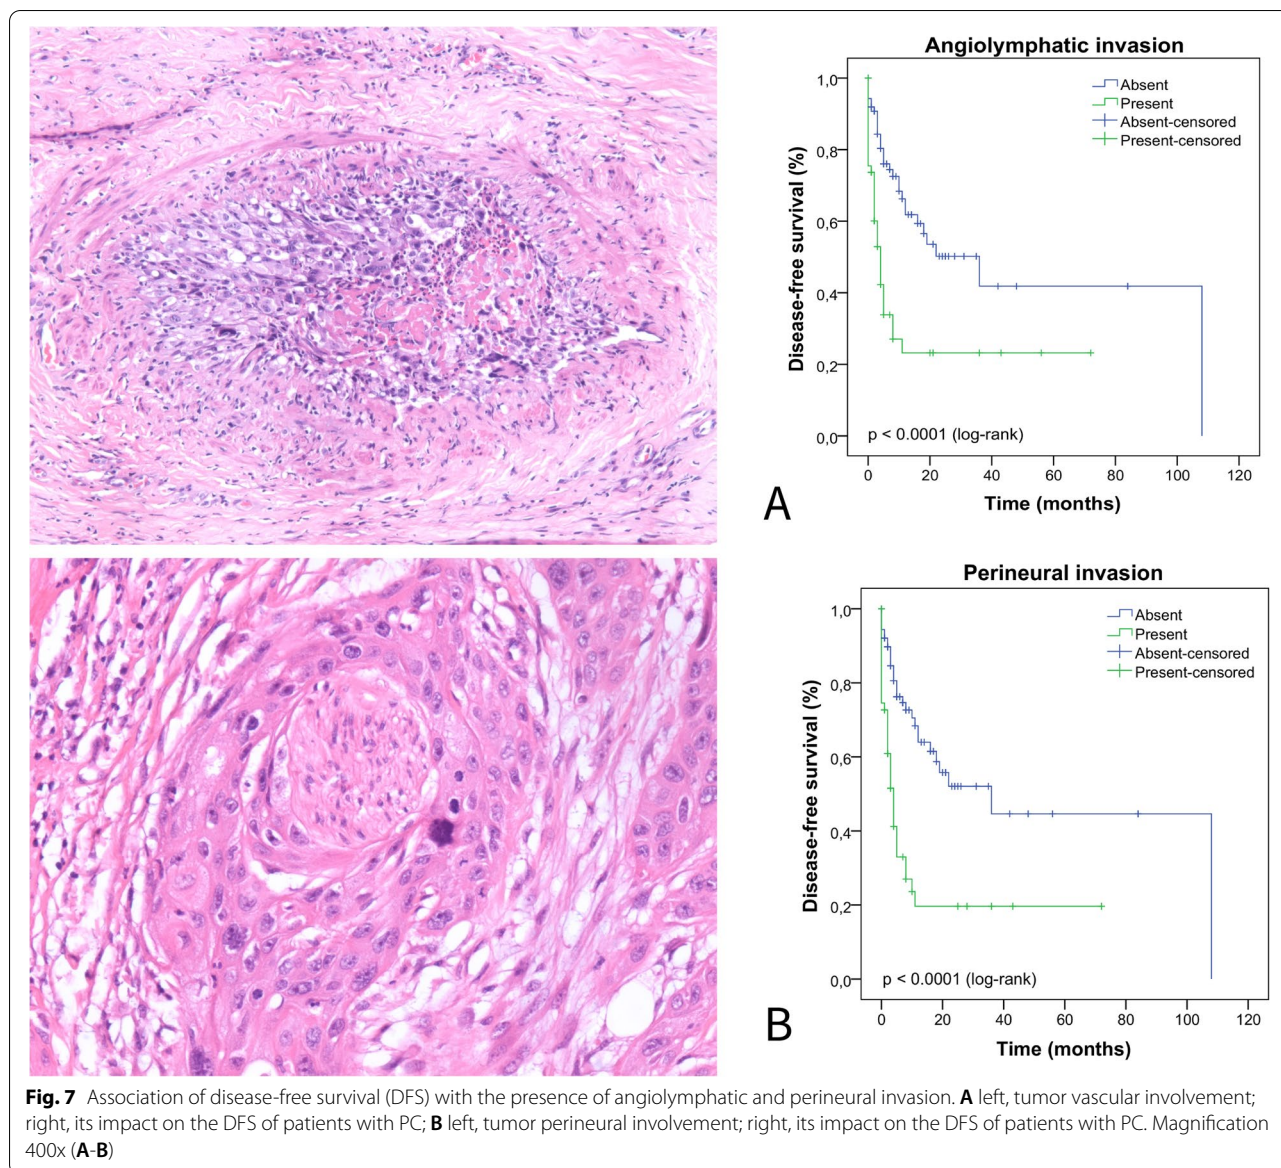 Angiolymphatic invasion
Absent
Present
Absent-censored
Present-censored
1,0
0,8
0,6
0,4
0,2
0,0
Disease-free survival (%)
p < 0.0001 (log-rank)
0 20 40 60 80 100 120
Time (months)
A
Perineural invasion
Absent
Present
Absent-censored
Present-censored
1,0
0,8
0,6
0,4
0,2
0,0
Disease-free survival (%)
p < 0.0001 (log-rank)
0 20 40 60 80 100 120
Time (months)
B
Fig. 7 Association of disease-free survival (DFS) with the presence of angiolymphatic and perineural invasion. A left, tumor vascular involvement;
right, its impact on the DFS of patients with PC; B left, tumor perineural involvement; right, its impact on the DFS of patients with PC. Magnification
400x (A-B)